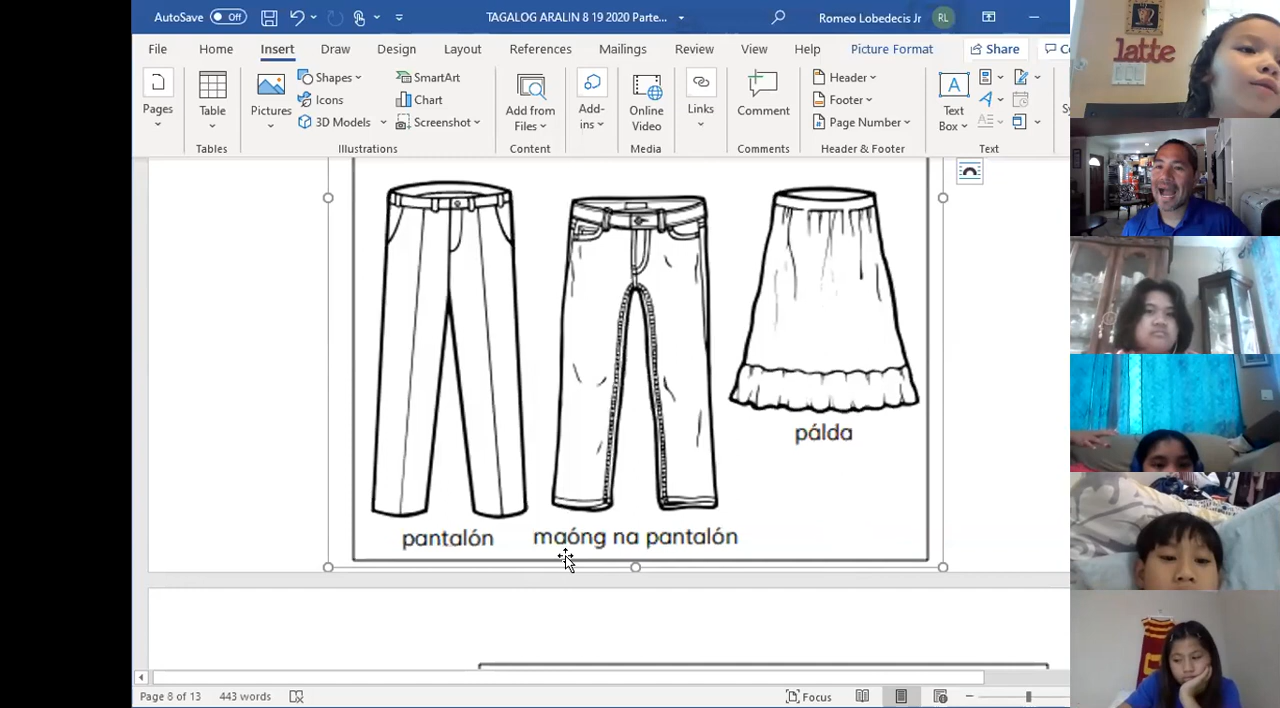 AutoSave Off TAGALOG ARALIN 8 19 2020 Parte... Romeo Lobedecis Jr RL
File Home Insert Draw Design Layout References Mailings Review View Help Picture Format Share
Pages
Table
Tables
Pictures
Shapes
Icons
3D Models
SmartArt
Chart
Screenshot
Illustrations
Add from
Files
Content
Add-
ins
Online
Video
Media
Links
Comment
Comments
Header
Footer
Page Number
Header & Footer
A
Text
Box
Text
latte
pálda
pantalón maóng na pantalón
Page 8 of 13 443 words Focus